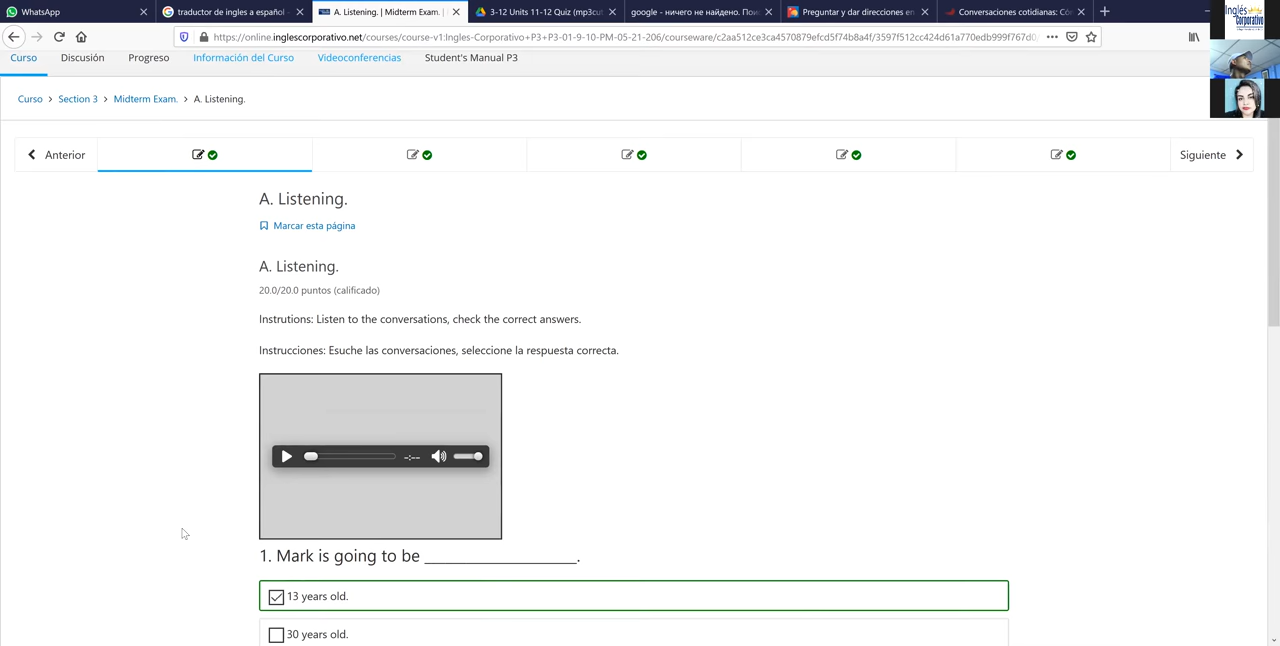 WhatsApp
traductor de ingles a español -
A. Listening. | Midterm Exam. |
3-12 Units 11-12 Quiz (mp3cut
google - ничего не найдено. Пои
Preguntar y dar direcciones en
Conversaciones cotidianas: Có
Inglés
Corporativo
https://online.inglescorporativo.net/courses/course-v1:Ingles-Corporativo+P3+P3-01-9-10-PM-05-21-206/courseware/c2aa512ce3ca4570879efcd5f74b8a4f/3597f512cc424d61a770edb999f767d0/
Curso
Discusión
Progreso
Información del Curso
Videoconferencias
Student's Manual P3
Curso > Section 3 > Midterm Exam. > A. Listening.
Anterior
Siguiente
A. Listening.
Marcar esta página
A. Listening.
20.0/20.0 puntos (calificado)
Instrutions: Listen to the conversations, check the correct answers.
Instrucciones: Esuche las conversaciones, seleccione la respuesta correcta.
-:--
1. Mark is going to be __________________.
13 years old.
30 years old.